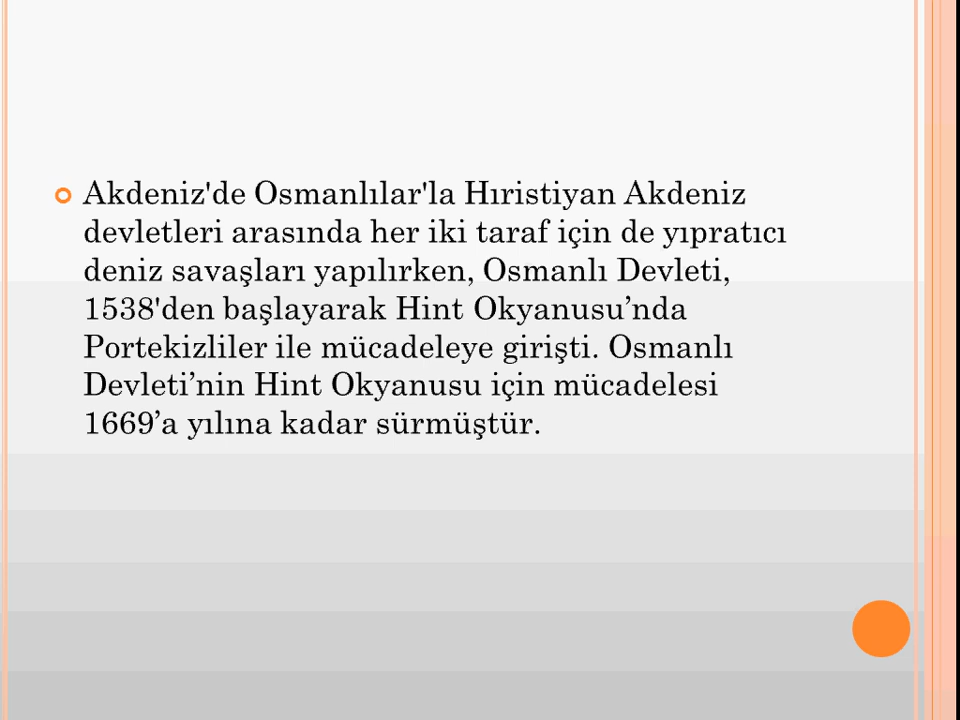 Akdeniz'de Osmanlılar'la Hıristiyan Akdeniz
devletleri arasında her iki taraf için de yıpratıcı
deniz savaşları yapılırken, Osmanlı Devleti,
1538'den başlayarak Hint Okyanusu’nda
Portekizliler ile mücadeleye girişti. Osmanlı
Devleti’nin Hint Okyanusu için mücadelesi
1669’a yılına kadar sürmüştür.